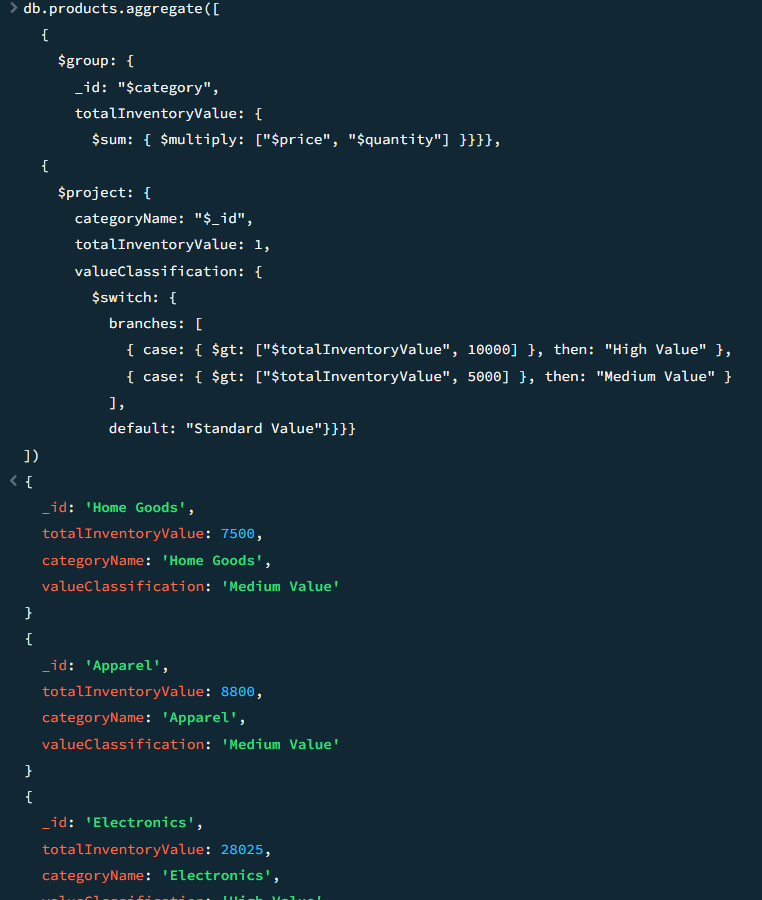 db.products.aggregate([
{
$group: {
_id: "$category",
totalInventoryValue: {
$sum: { $multiply: ["$price", "$quantity"] }}}},
{
$project: {
categoryName: "$_id",
totalInventoryValue: 1,
valueClassification: {
$switch: {
branches: [
{ case: { $gt: ["$totalInventoryValue", 10000] }, then: "High Value" },
{ case: { $gt: ["$totalInventoryValue", 5000] }, then: "Medium Value" }
],
default: "Standard Value"}}}}
])
{
_id: 'Home Goods',
totalInventoryValue: 7500,
categoryName: 'Home Goods',
valueClassification: 'Medium Value'
}
{
_id: 'Apparel',
totalInventoryValue: 8800,
categoryName: 'Apparel',
valueClassification: 'Medium Value'
}
{
_id: 'Electronics',
totalInventoryValue: 28025,
categoryName: 'Electronics',